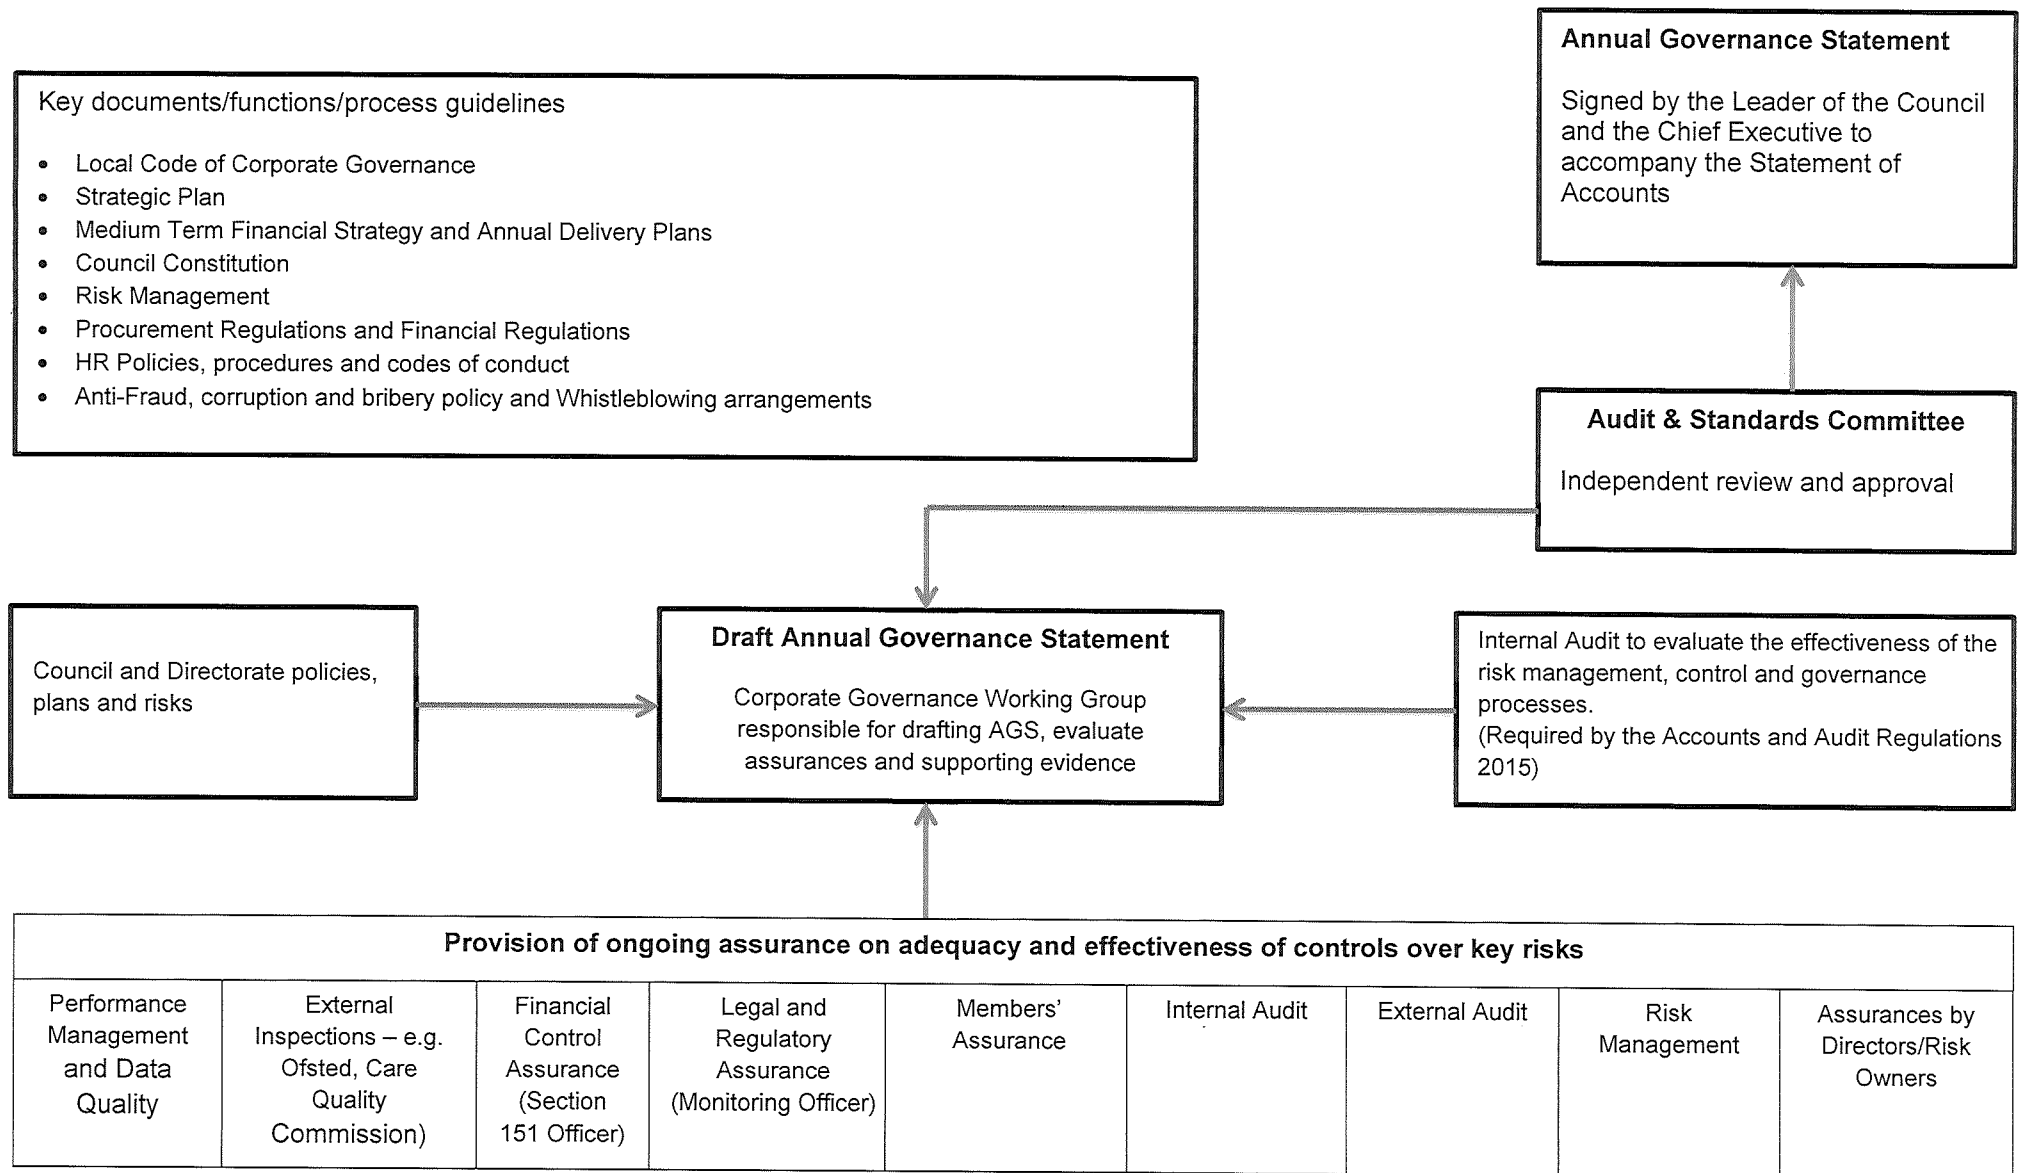 Annual Governance Statement
Signed by the Leader of the Council
and the Chief Executive to
accompany the Statement of
Accounts
Key documents/functions/process guidelines
• Local Code of Corporate Governance
• Strategic Plan
• Medium Term Financial Strategy and Annual Delivery Plans
• Council Constitution
• Risk Management
• Procurement Regulations and Financial Regulations
• HR Policies, procedures and codes of conduct
• Anti-Fraud, corruption and bribery policy and Whistleblowing arrangements
Audit & Standards Committee
Independent review and approval
Council and Directorate policies,
plans and risks
Draft Annual Governance Statement
Corporate Governance Working Group
responsible for drafting AGS, evaluate
assurances and supporting evidence
Internal Audit to evaluate the effectiveness of the
risk management, control and governance
processes.
(Required by the Accounts and Audit Regulations
2015)
Provision of ongoing assurance on adequacy and effectiveness of controls over key risks
Performance
Management
and Data
Quality
External
Inspections – e.g.
Ofsted, Care
Quality
Commission)
Financial
Control
Assurance
(Section
151 Officer)
Legal and
Regulatory
Assurance
(Monitoring Officer)
Members'
Assurance
Internal Audit
External Audit
Risk
Management
Assurances by
Directors/Risk
Owners